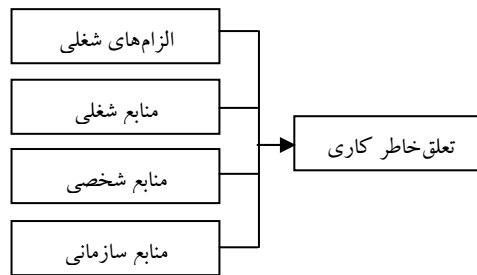 الزام‌های شغلی
منابع شغلی
تعلق‌خاطر کاری
منابع شخصی
منابع سازمانی